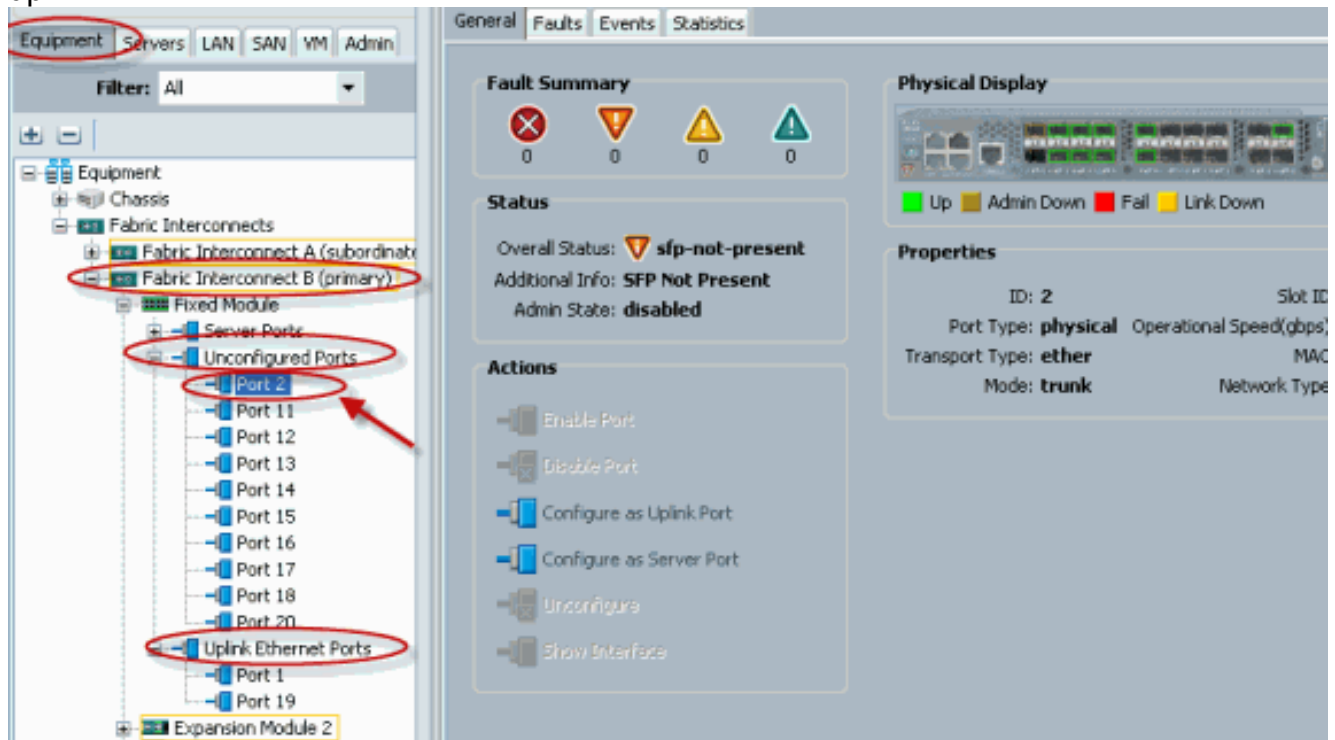 Equipment Servers LAN SAN VM Admin
Filter: All
Equipment
Chassis
Fabric Interconnects
Fabric Interconnect A (subordinate
Fabric Interconnect B (primary)
Fixed Module
Server Ports
Unconfigured Ports
Port 2
Port 11
Port 12
Port 13
Port 14
Port 15
Port 16
Port 17
Port 18
Port 20
Uplink Ethernet Ports
Port 1
Port 19
Expansion Module 2
General Faults Events Statistics
Fault Summary
0 0 0 0
Status
Overall Status: sfp-not-present
Additional Info: SFP Not Present
Admin State: disabled
Actions
Enable Port
Disable Port
Configure as Uplink Port
Configure as Server Port
Unconfigure
Show Interface
Physical Display
Up Admin Down Fail Link Down
Properties
ID: 2 Slot ID
Port Type: physical Operational Speed(gbps)
Transport Type: ether MAC
Mode: trunk Network Type